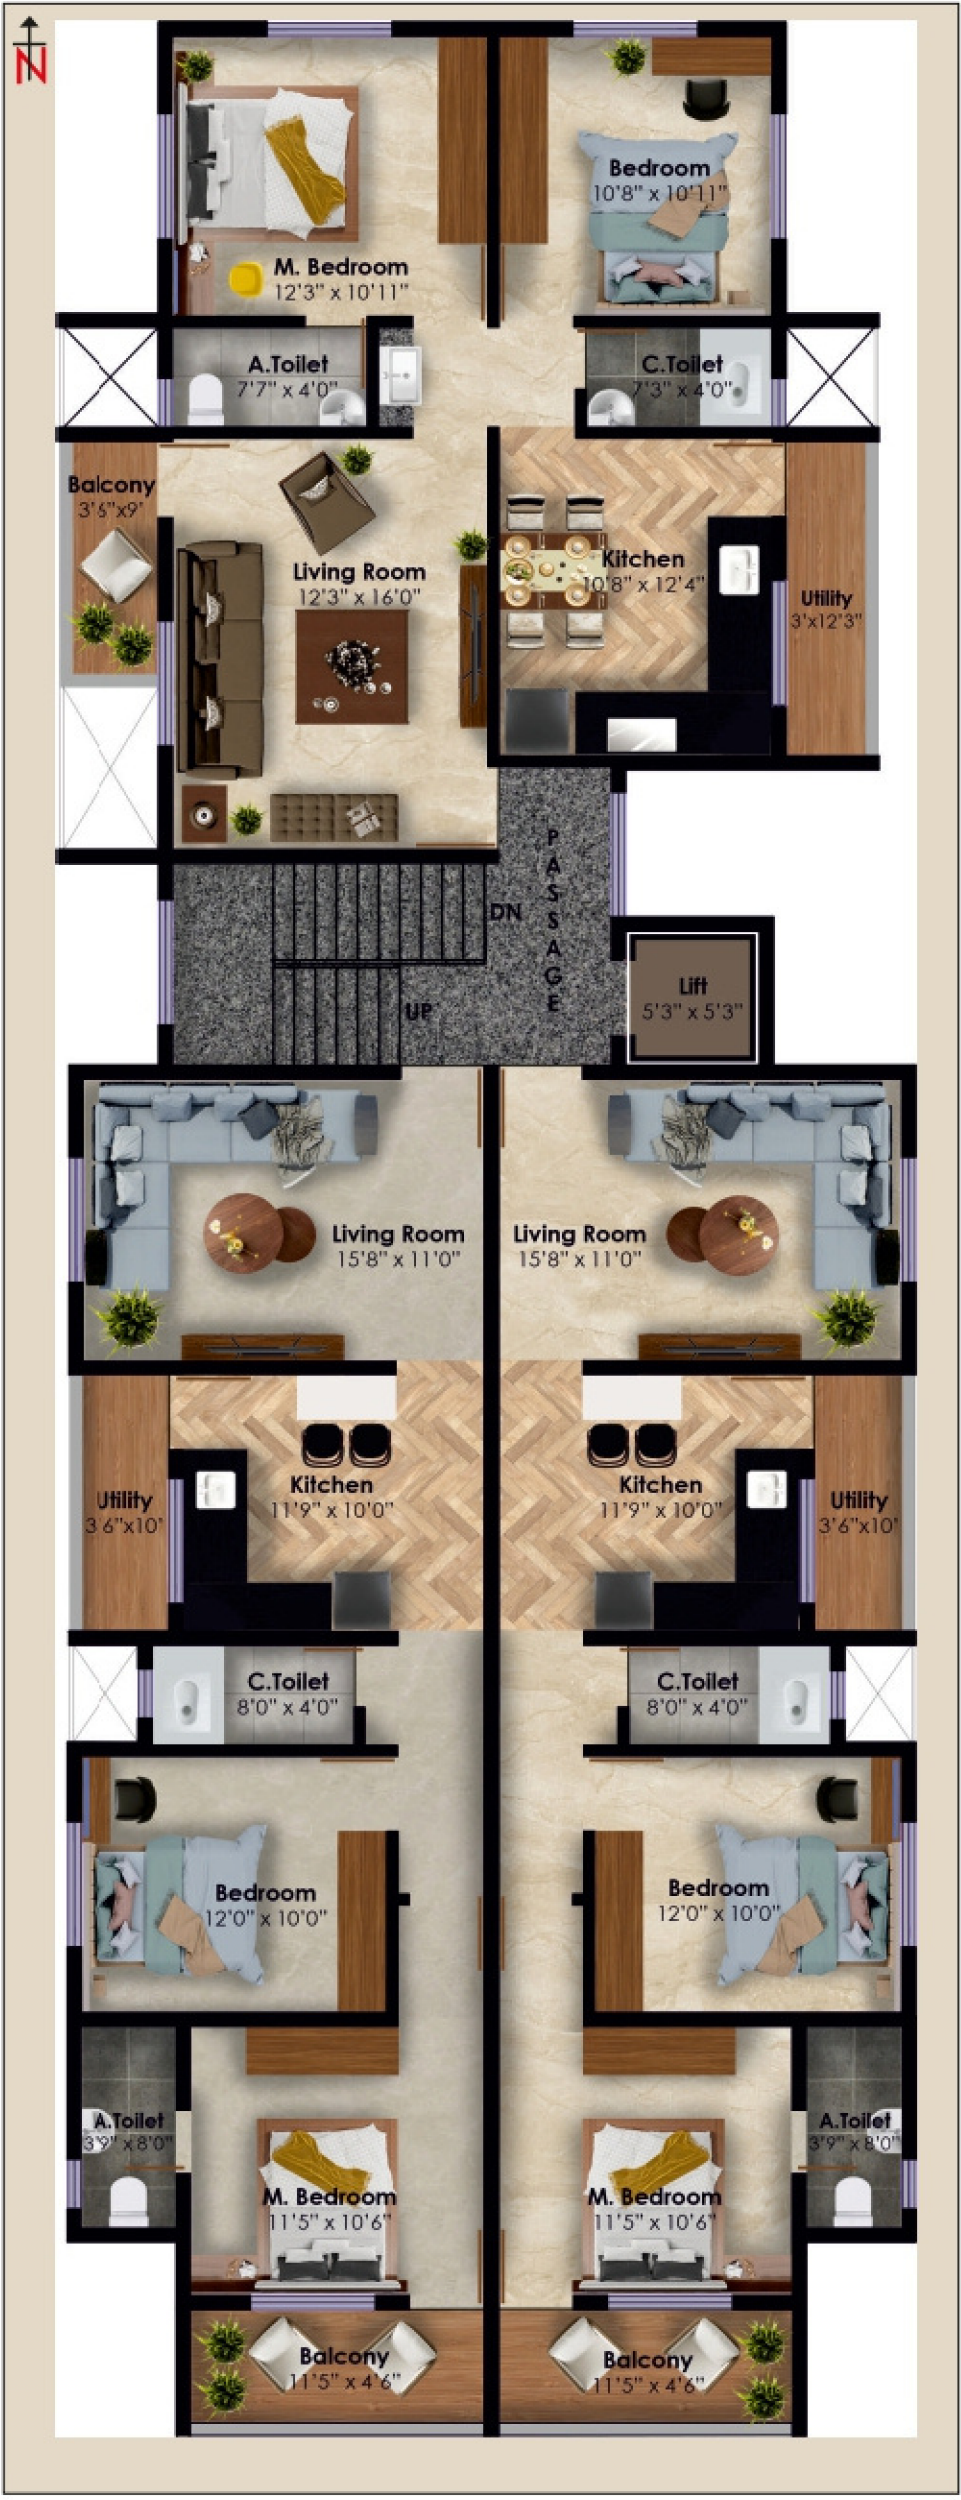 N
Bedroom
10'8" x 10'11"
M. Bedroom
12'3" x 10'11"
A.Toilet
7'7" x 4'0"
C.Toilet
7'3" x 4'0"
Balcony
3'6"x9'
Living Room
12'3" x 16'0"
Kitchen
10'8" x 12'4"
Utility
3'x12'3"
PASSAGE
DN
UP
Lift
5'3" x 5'3"
Living Room
15'8" x 11'0"
Living Room
15'8" x 11'0"
Kitchen
11'9" x 10'0"
Kitchen
11'9" x 10'0"
Utility
3'6"x10'
Utility
3'6"x10'
C.Toilet
8'0" x 4'0"
C.Toilet
8'0" x 4'0"
Bedroom
12'0" x 10'0"
Bedroom
12'0" x 10'0"
A.Toilet
3'9" x 8'0"
A.Toilet
3'9" x 8'0"
M. Bedroom
11'5" x 10'6"
M. Bedroom
11'5" x 10'6"
Balcony
11'5" x 4'6"
Balcony
11'5" x 4'6"